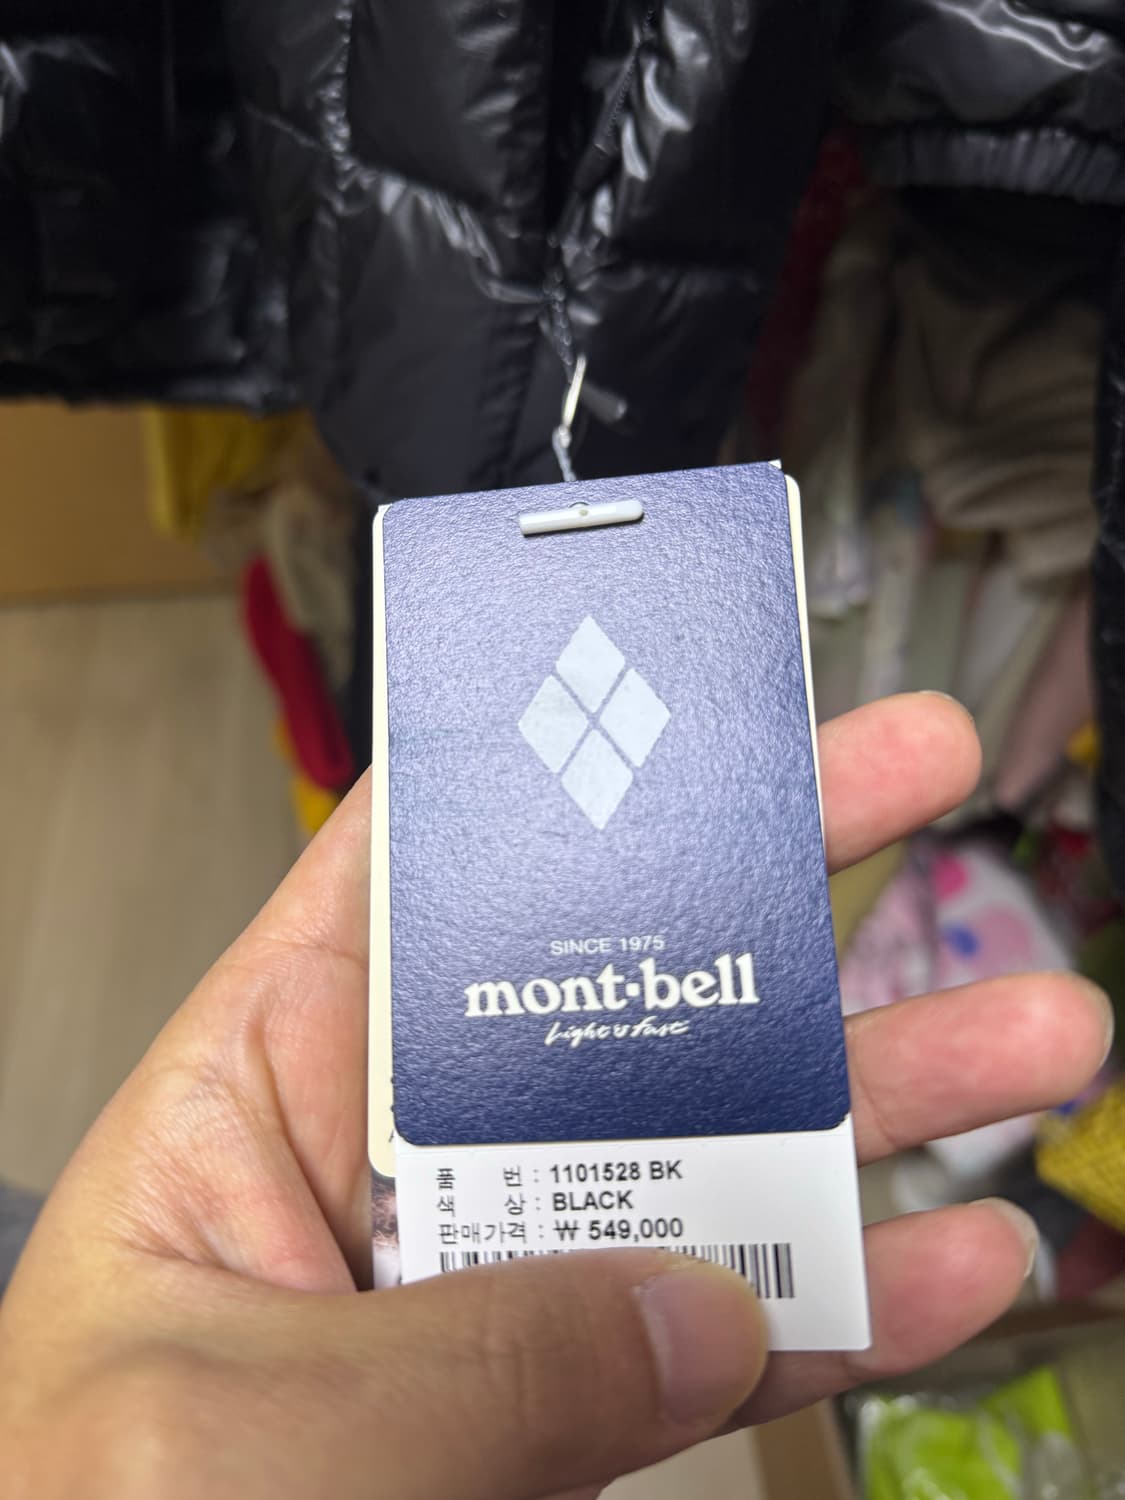 SINCE 1975
mont·bell
Light & Fast
품 번 : 1101528 BK
색 상 : BLACK
판매가격 : ₩ 549,000